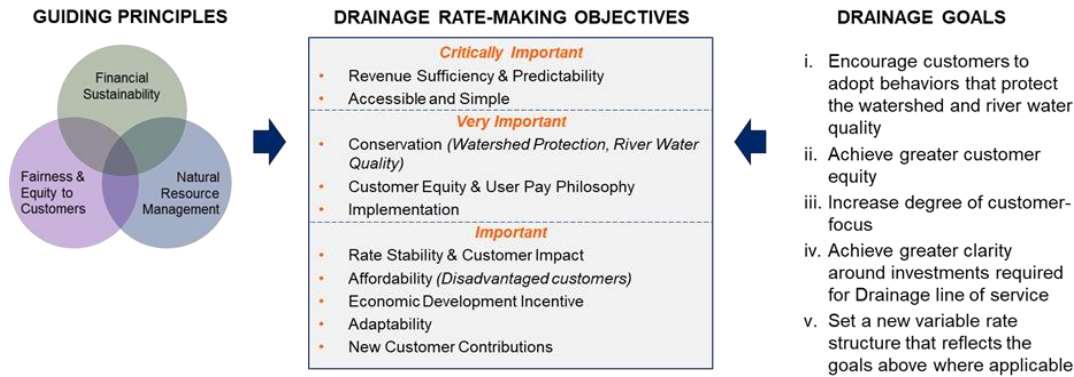 GUIDING PRINCIPLES
Financial
Sustainability
Fairness &
Equity to
Customers
Natural
Resource
Management
DRAINAGE RATE-MAKING OBJECTIVES
Critically Important
• Revenue Sufficiency & Predictability
• Accessible and Simple
Very Important
• Conservation (Watershed Protection, River Water
Quality)
• Customer Equity & User Pay Philosophy
• Implementation
Important
• Rate Stability & Customer Impact
• Affordability (Disadvantaged customers)
• Economic Development Incentive
• Adaptability
• New Customer Contributions
DRAINAGE GOALS
i. Encourage customers to
adopt behaviors that protect
the watershed and river water
quality
ii. Achieve greater customer
equity
iii. Increase degree of customer-
focus
iv. Achieve greater clarity
around investments required
for Drainage line of service
v. Set a new variable rate
structure that reflects the
goals above where applicable